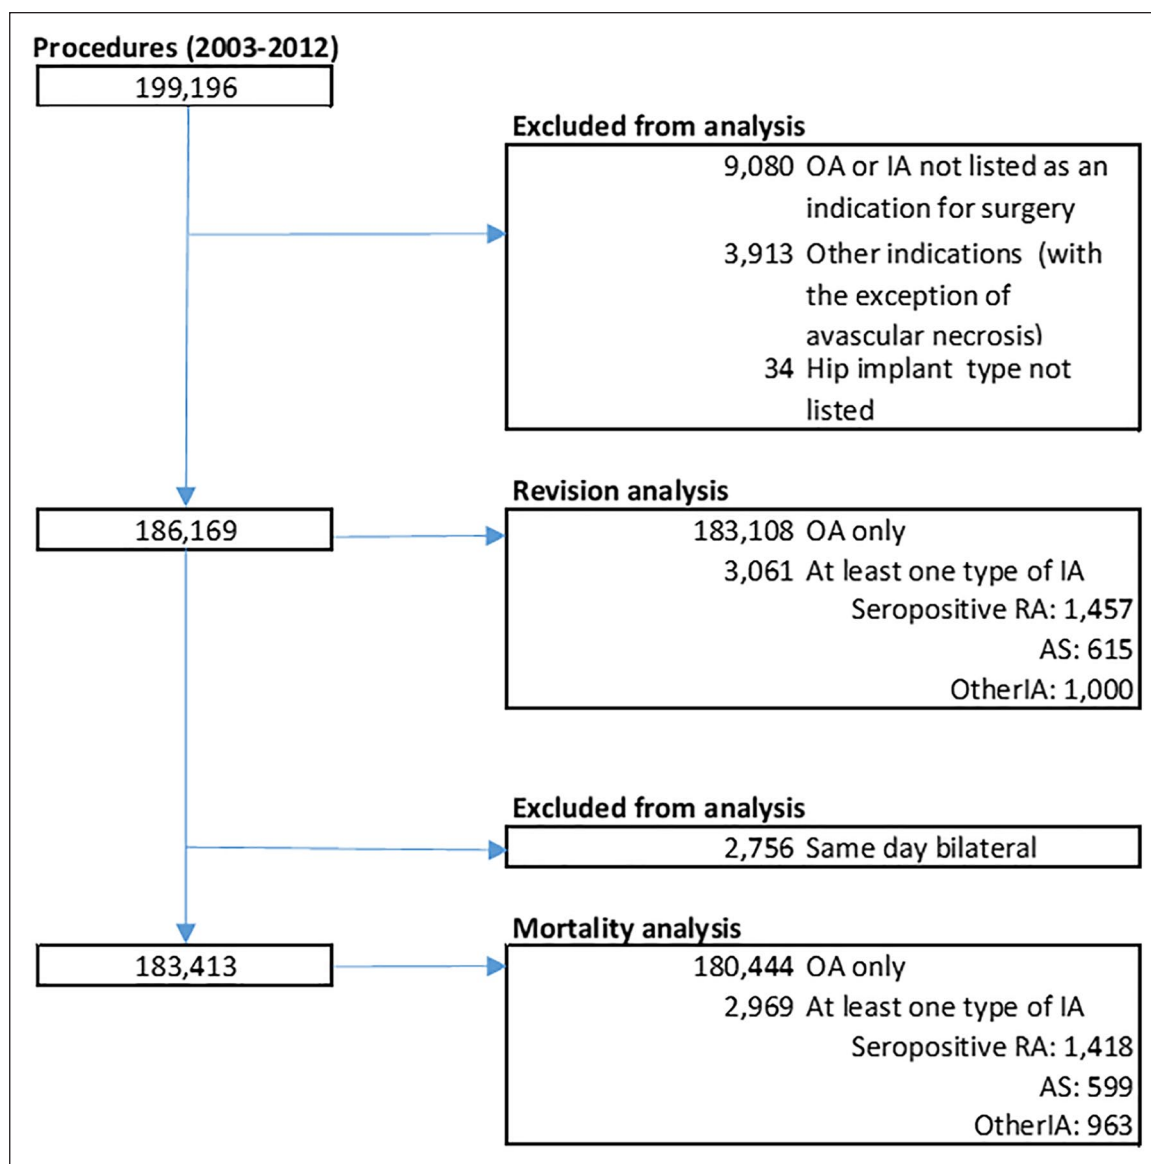 Procedures (2003-2012)
199,196
Excluded from analysis
9,080 OA or IA not listed as an
indication for surgery
3,913 Other indications (with
the exception of
avascular necrosis)
34 Hip implant type not
listed
186,169
Revision analysis
183,108 OA only
3,061 At least one type of IA
Seropositive RA: 1,457
AS: 615
OtherIA: 1,000
Excluded from analysis
2,756 Same day bilateral
183,413
Mortality analysis
180,444 OA only
2,969 At least one type of IA
Seropositive RA: 1,418
AS: 599
OtherIA: 963